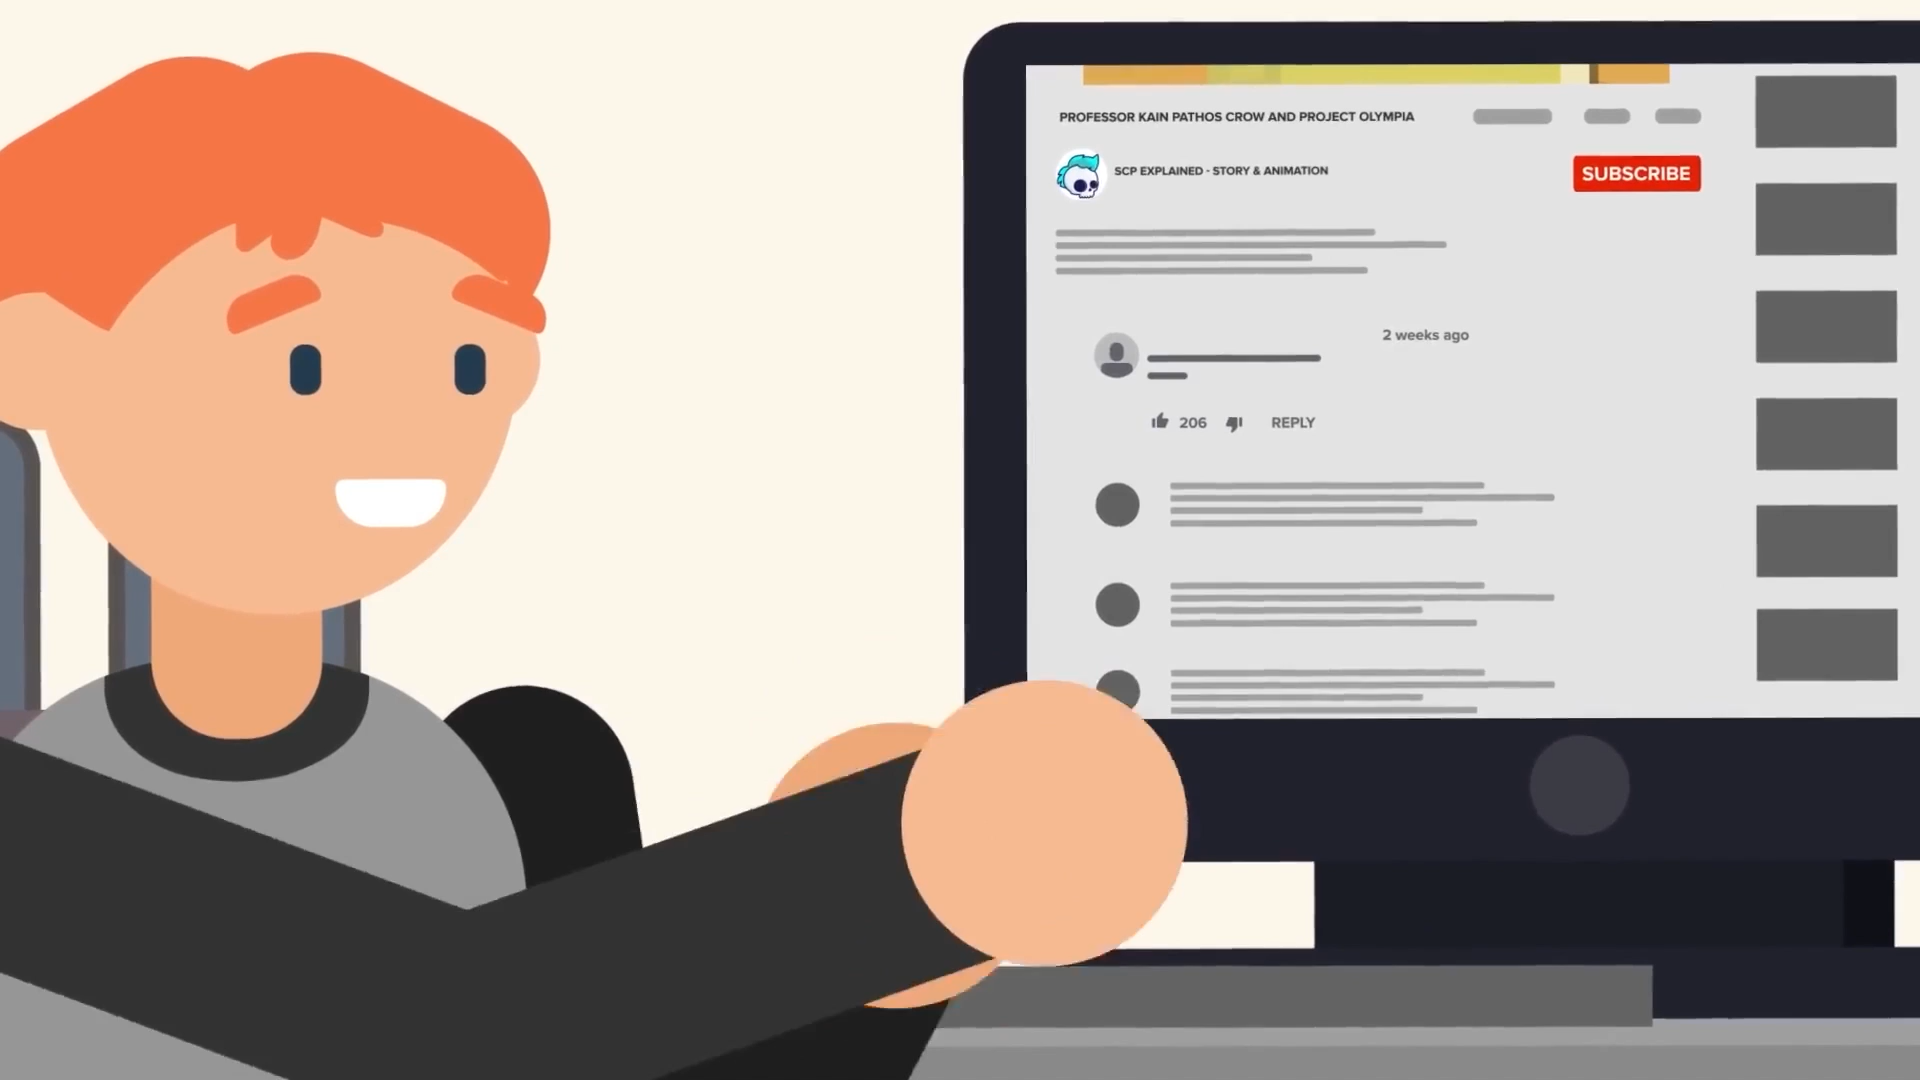 PROFESSOR KAIN PATHOS CROW AND PROJECT OLYMPIA
SCP EXPLAINED - STORY & ANIMATION
SUBSCRIBE
2 weeks ago
206 REPLY